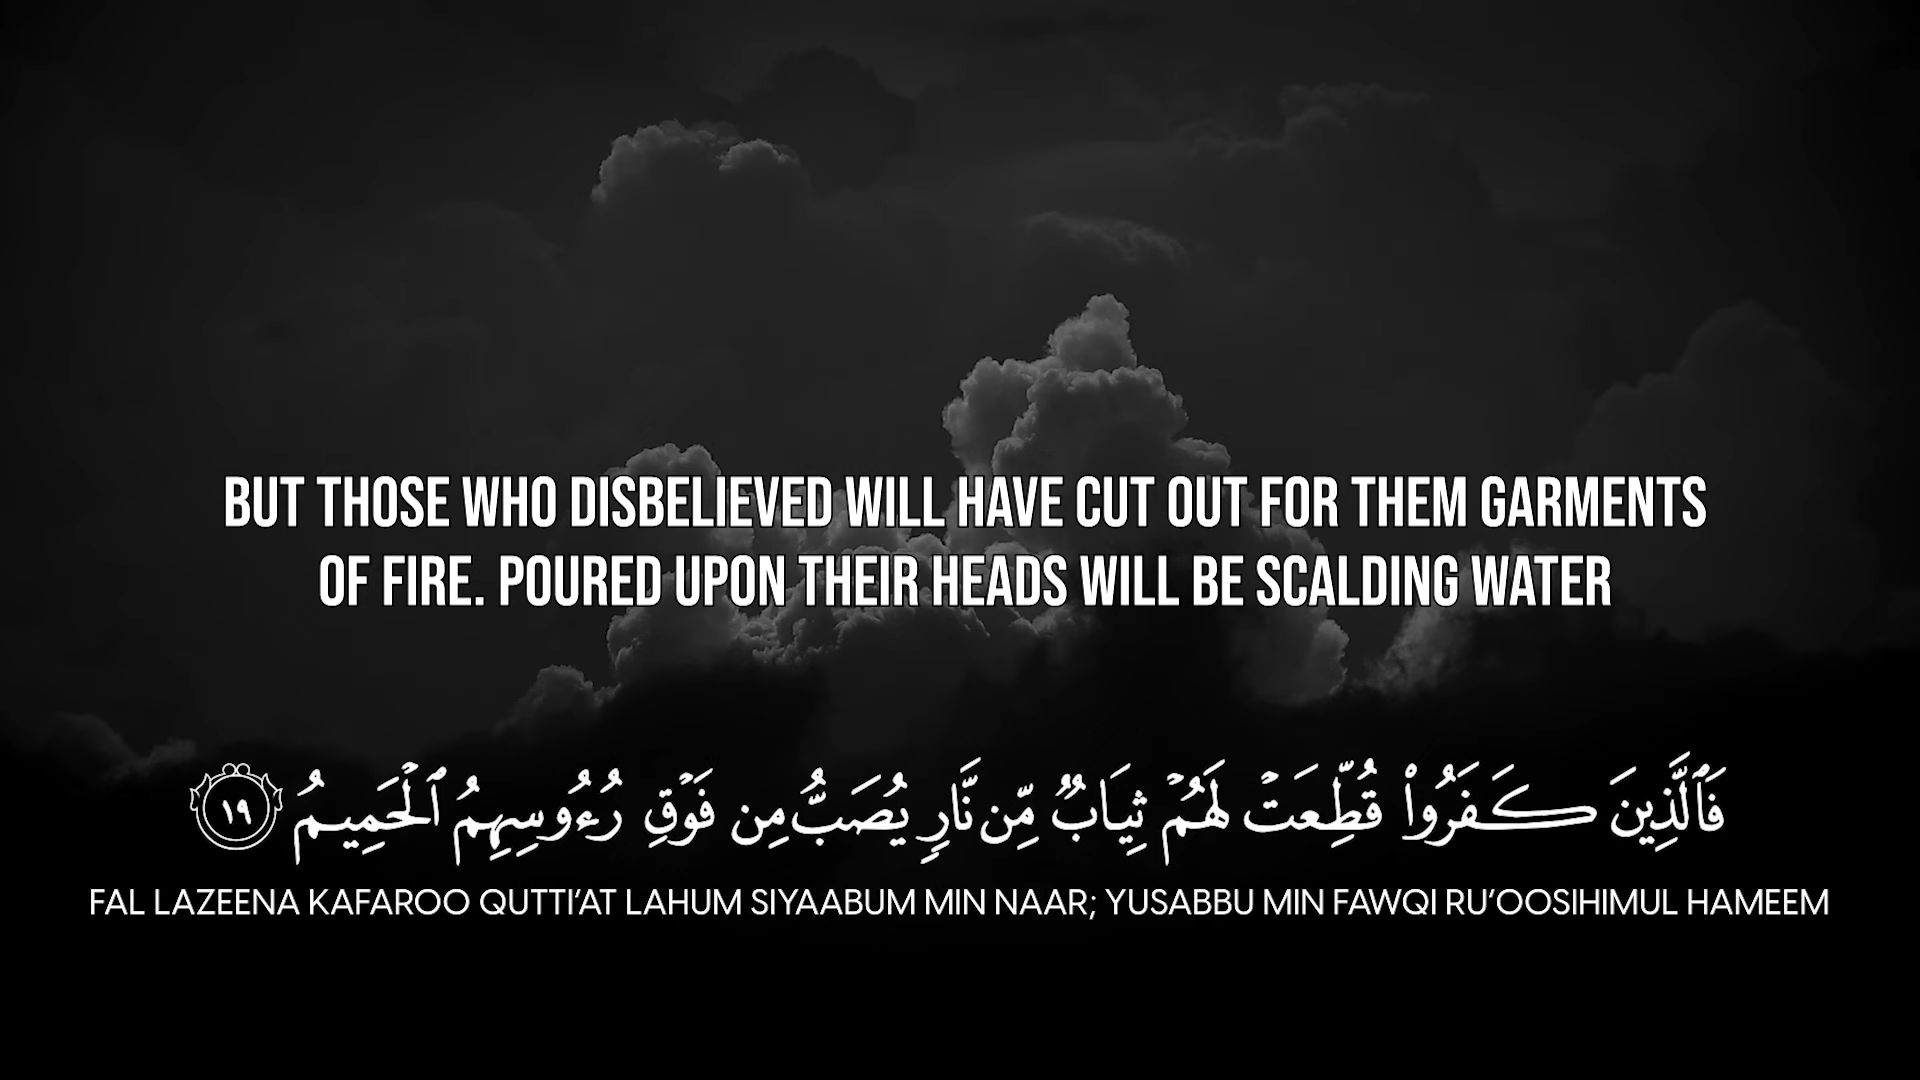 BUT THOSE WHO DISBELIEVED WILL HAVE CUT OUT FOR THEM GARMENTS
OF FIRE. POURED UPON THEIR HEADS WILL BE SCALDING WATER
فَٱلَّذِينَ كَفَرُوا۟ قُطِّعَتْ لَهُمْ ثِيَابٌ مِّن نَّارٍ يُصَبُّ مِن فَوْقِ رُءُوسِهِمُ ٱلْحَمِيمُ ١٩
FAL LAZEENA KAFAROO QUTTI'AT LAHUM SIYAABUM MIN NAAR; YUSABBU MIN FAWQI RU'OOSIHIMUL HAMEEM